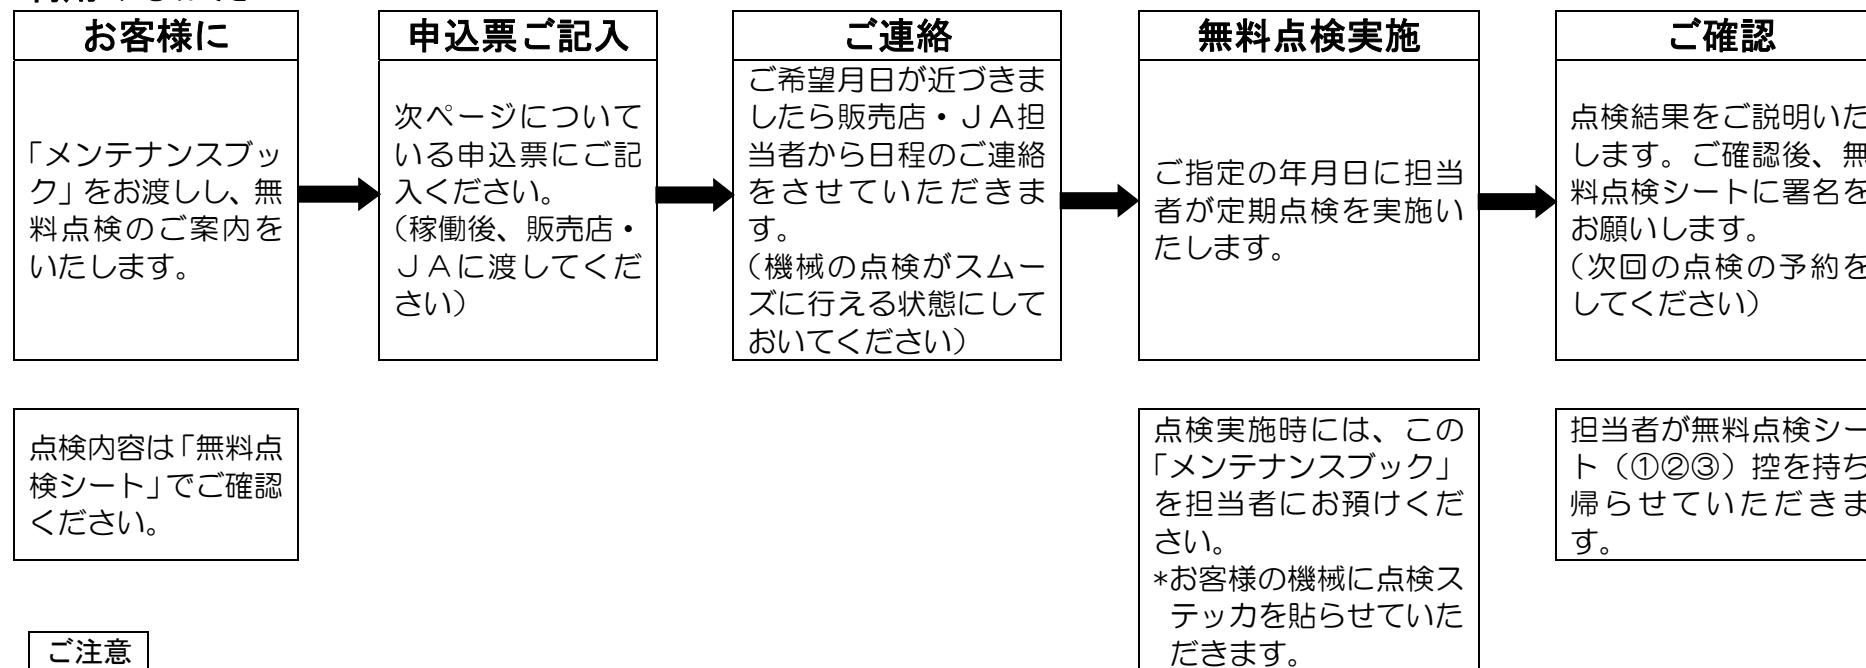 お客様に
「メンテナンスブッ
ク」をお渡しし、無
料点検のご案内を
いたします。
申込票ご記入
次ページについて
いる申込票にご記
入ください。
（稼働後、販売店・
ＪＡに渡してくだ
さい）
ご連絡
ご希望月日が近づきま
したら販売店・ＪＡ担
当者から日程のご連絡
をさせていただきま
す。
（機械の点検がスムー
ズに行える状態にして
おいてください）
無料点検実施
ご指定の年月日に担当
者が定期点検を実施い
たします。
ご確認
点検結果をご説明いた
します。ご確認後、無
料点検シートに署名を
お願いします。
（次回の点検の予約を
してください）
点検内容は「無料点
検シート」でご確認
ください。
点検実施時には、この
「メンテナンスブック」
を担当者にお預けくだ
さい。
*お客様の機械に点検ス
テッカを貼らせていた
だきます。
担当者が無料点検シー
ト（①②③）控を持ち
帰らせていただきま
す。
ご注意